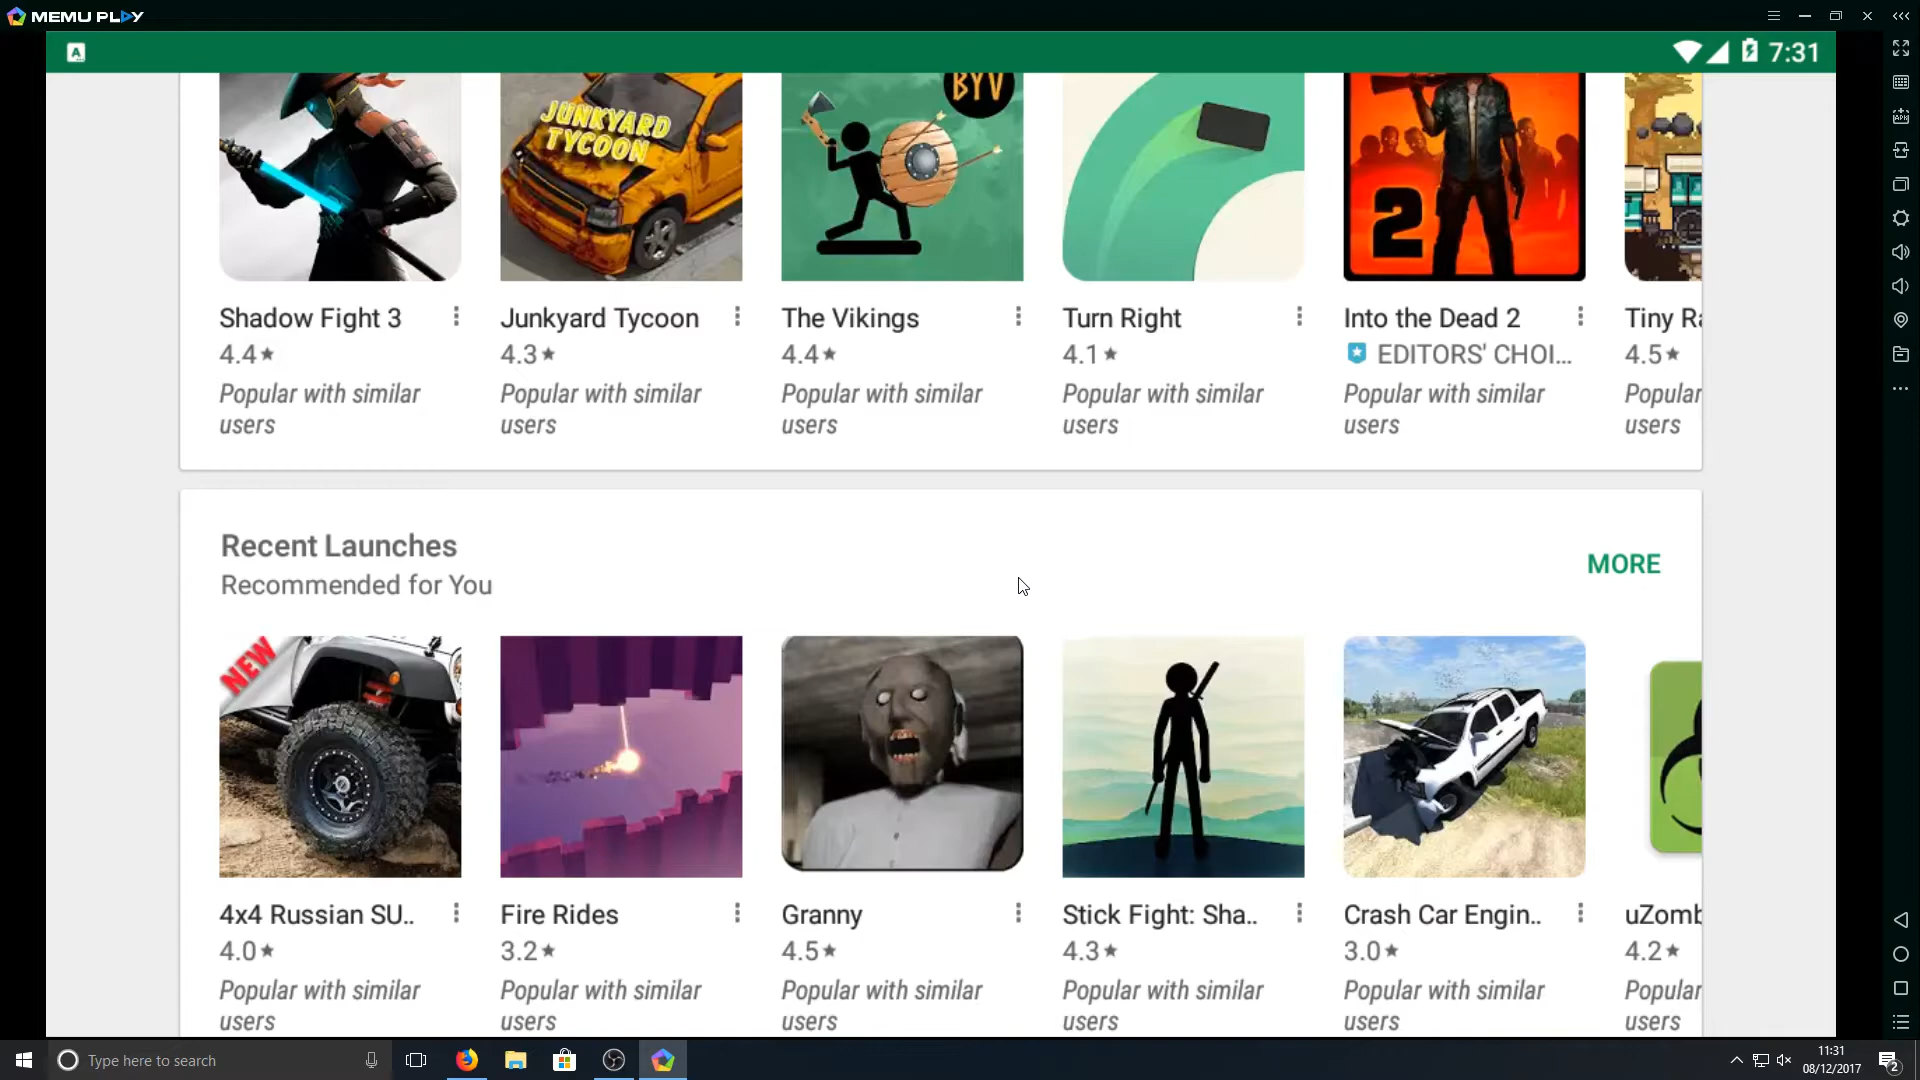 MEMU PLAY
7:31
JUNKYARD
TYCOON
BYV
2
Shadow Fight 3
Junkyard Tycoon
The Vikings
Turn Right
Into the Dead 2
Tiny Ra
4.4★
4.3★
4.4★
4.1★
EDITORS' CHOI...
4.5★
Popular with similar
users
Popular with similar
users
Popular with similar
users
Popular with similar
users
Popular with similar
users
Popular
users
Recent Launches
Recommended for You
MORE
NEW
4x4 Russian SU..
Fire Rides
Granny
Stick Fight: Sha..
Crash Car Engin..
uZomb
4.0★
3.2★
4.5★
4.3★
3.0★
4.2★
Popular with similar
users
Popular with similar
users
Popular with similar
users
Popular with similar
users
Popular with similar
users
Popular
users
Type here to search
11:31
08/12/2017
2